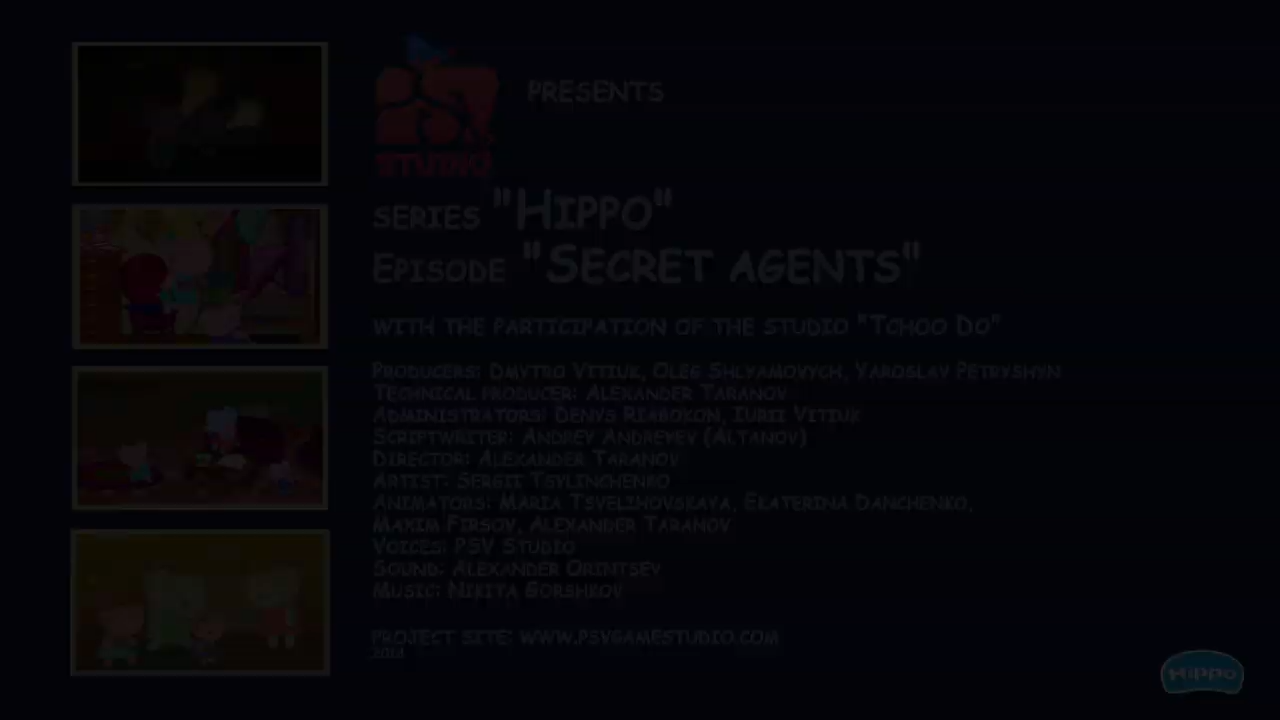 STUDIO
PRESENTS
SERIES "HIPPO"
EPISODE "SECRET AGENTS"
WITH THE PARTICIPATION OF THE STUDIO "TCHOO DO"
PRODUCERS: DMYTRO VITIUK, OLEG SHLYAMOVYCH, YAROSLAV PETRYSHYN
TECHNICAL PRODUCER: ALEXANDER TARANOV
ADMINISTRATORS: DENYS RIABOKON, IURII VITIUK
SCRIPTWRITER: ANDREY ANDREYEV (ALTANOV)
DIRECTOR: ALEXANDER TARANOV
ARTIST: SERGII TSYLINCHENKO
ANIMATORS: MARIA TSVELIHOVSKAYA, EKATERINA DANCHENKO,
MAXIM FIRSOV, ALEXANDER TARANOV
VOICES: PSV STUDIO
SOUND: ALEXANDER ORINTSEV
MUSIC: NIKITA BORSHKOV
PROJECT SITE: WWW.PSVGAMESTUDIO.COM
HIPPO